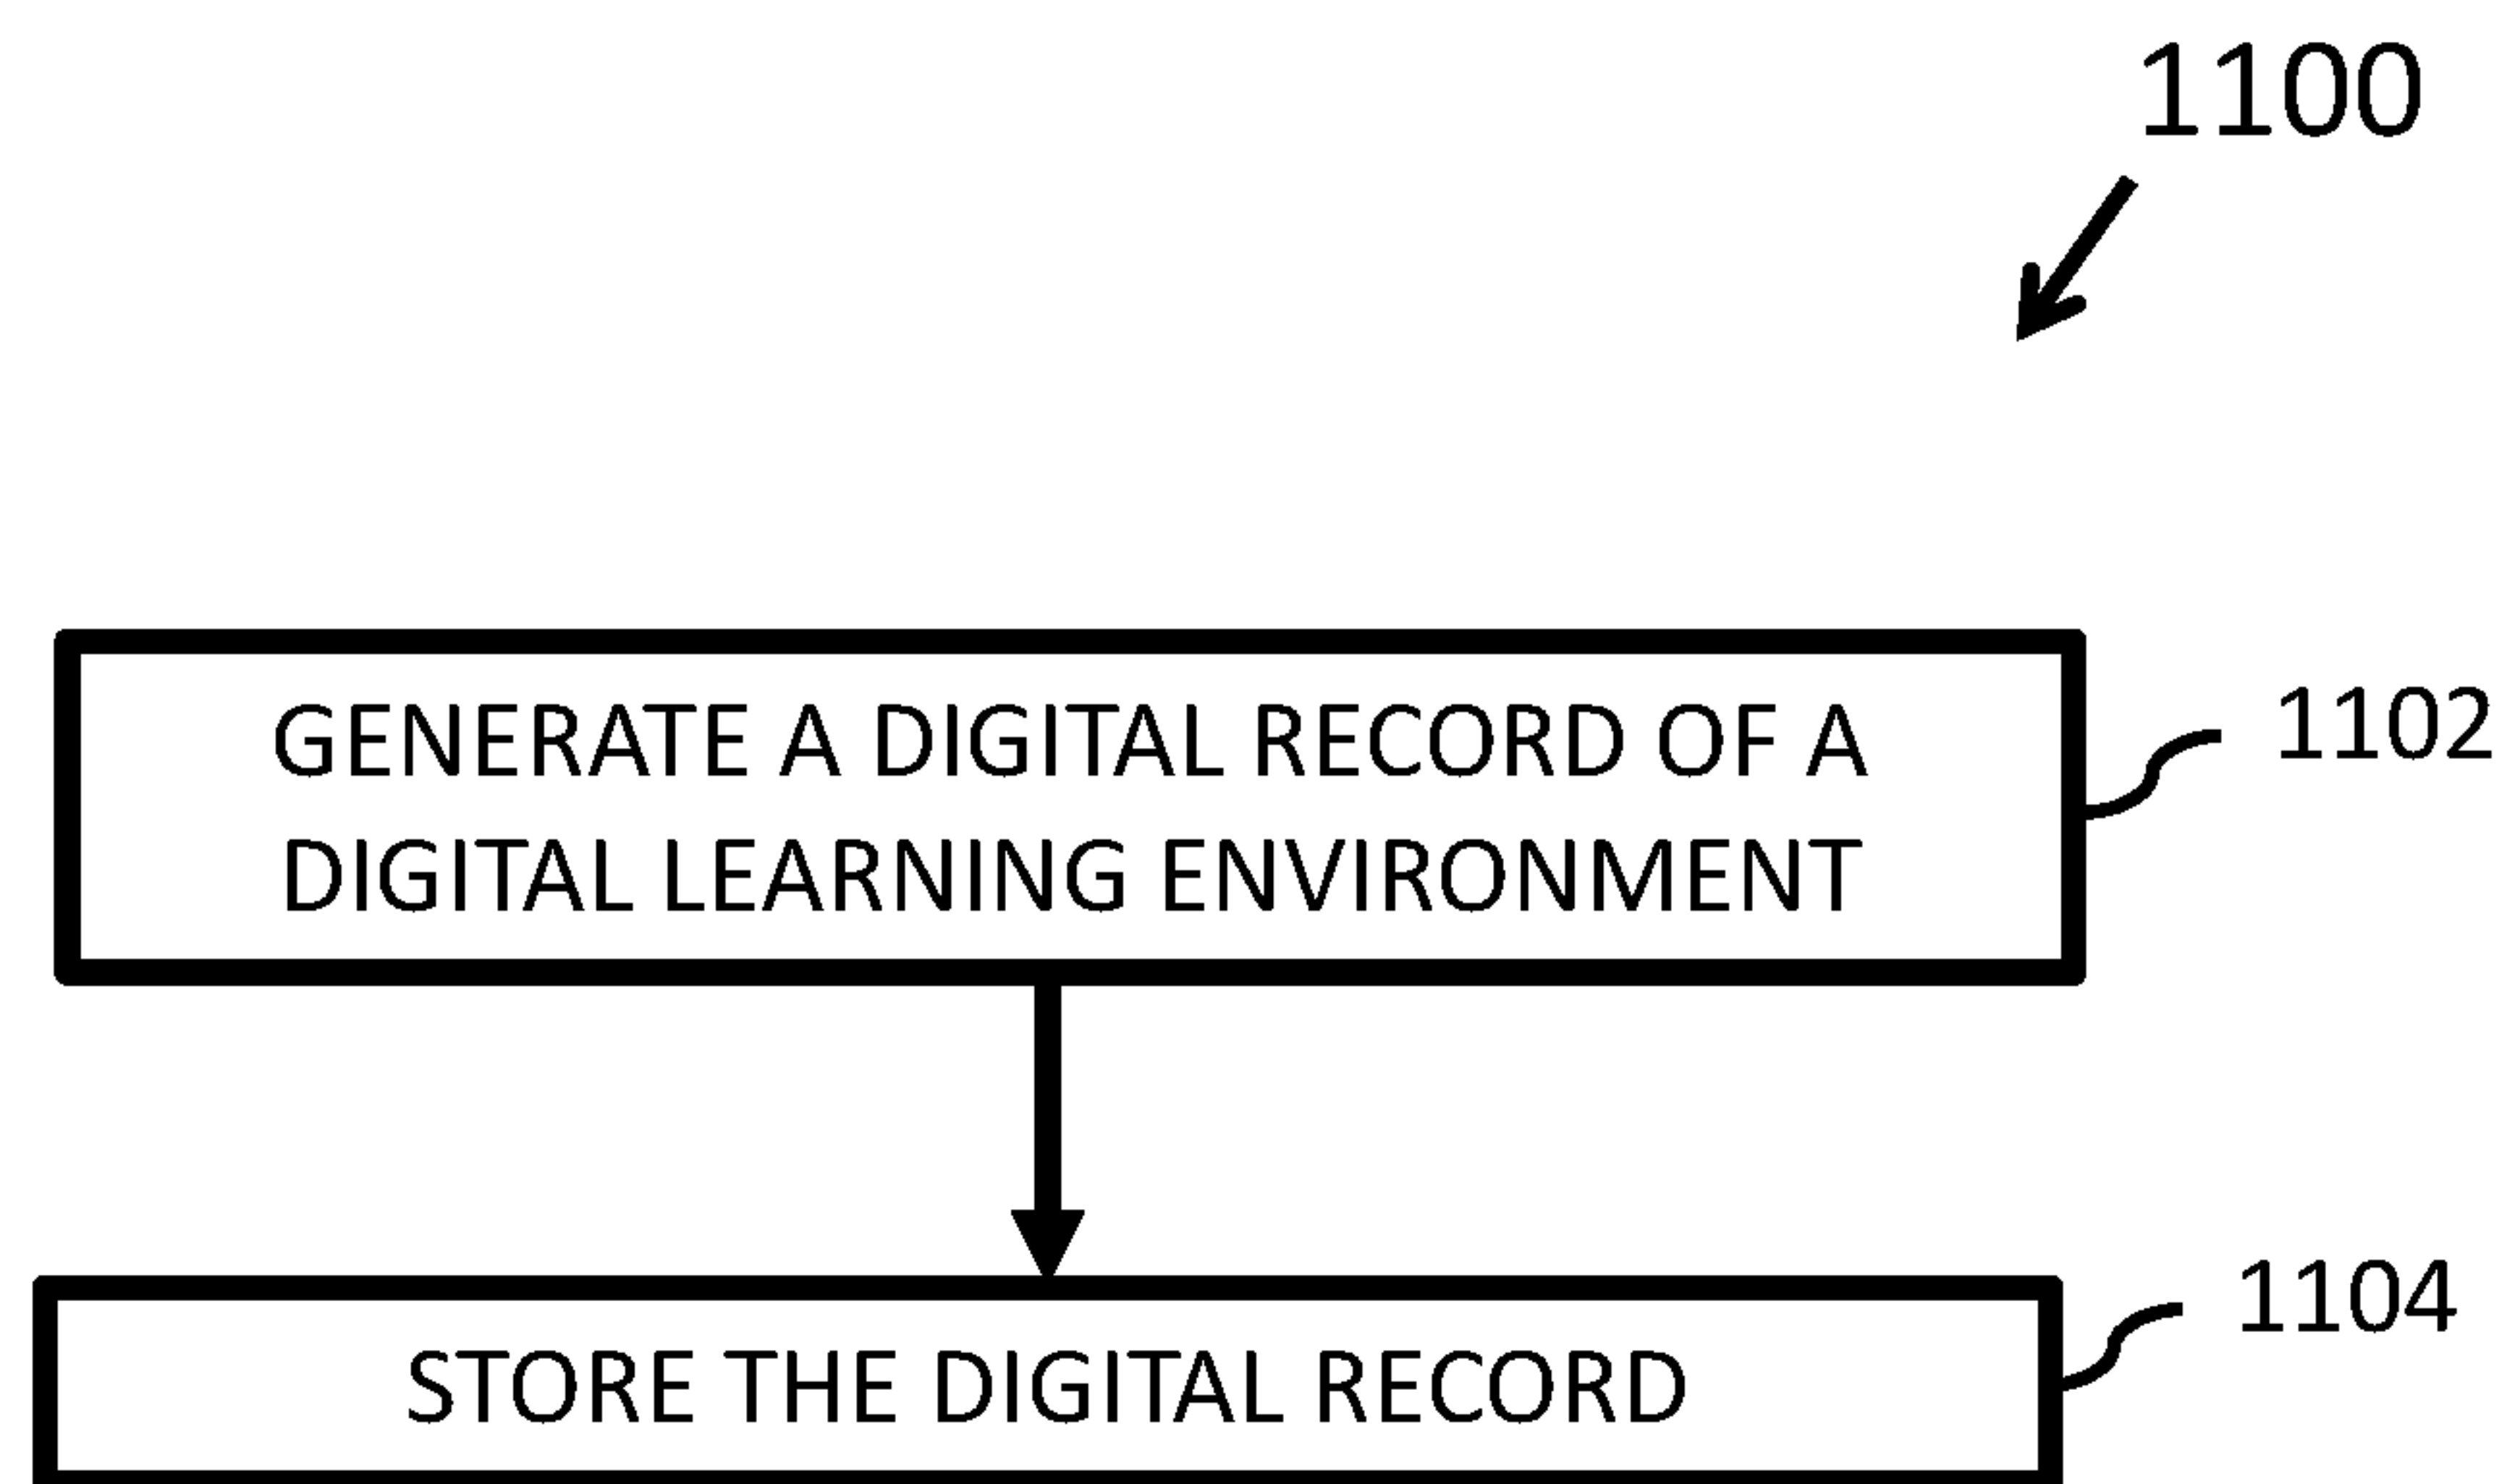 1100
GENERATE A DIGITAL RECORD OF A
DIGITAL LEARNING ENVIRONMENT
1102
STORE THE DIGITAL RECORD
1104